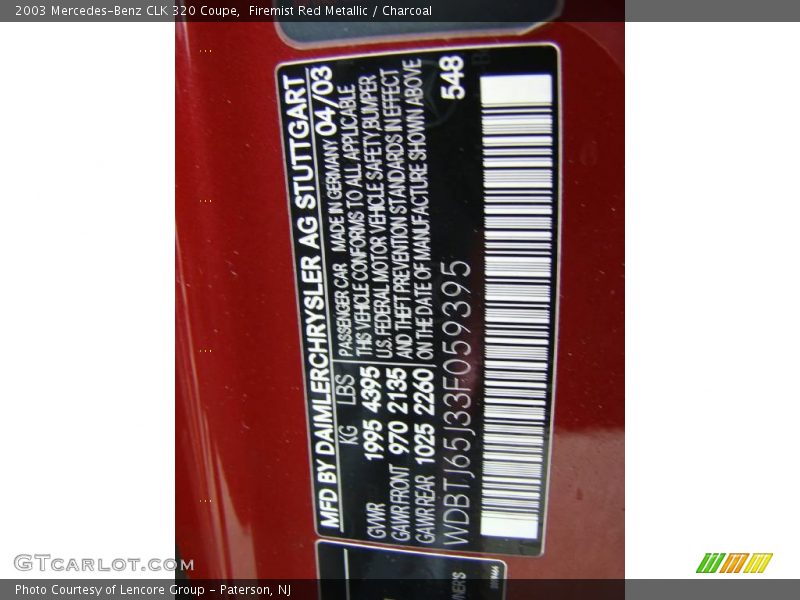 2003 Mercedes-Benz CLK 320 Coupe,  Firemist Red Metallic / Charcoal
MFD BY DAIMLERCHRYSLER AG STUTTGART
KG LBS PASSENGER CAR MADE IN GERMANY 04/03
THIS VEHICLE CONFORMS TO ALL APPLICABLE
GVWR 1995 4395 U.S. FEDERAL MOTOR VEHICLE SAFETY, BUMPER
GAWR FRONT 970 2135 AND THEFT PREVENTION STANDARDS IN EFFECT
GAWR REAR 1025 2260 ON THE DATE OF MANUFACTURE SHOWN ABOVE
WDBTJ65J33F059395 548
GTCarLot.com
Photo Courtesy of Lencore Group - Paterson, NJ